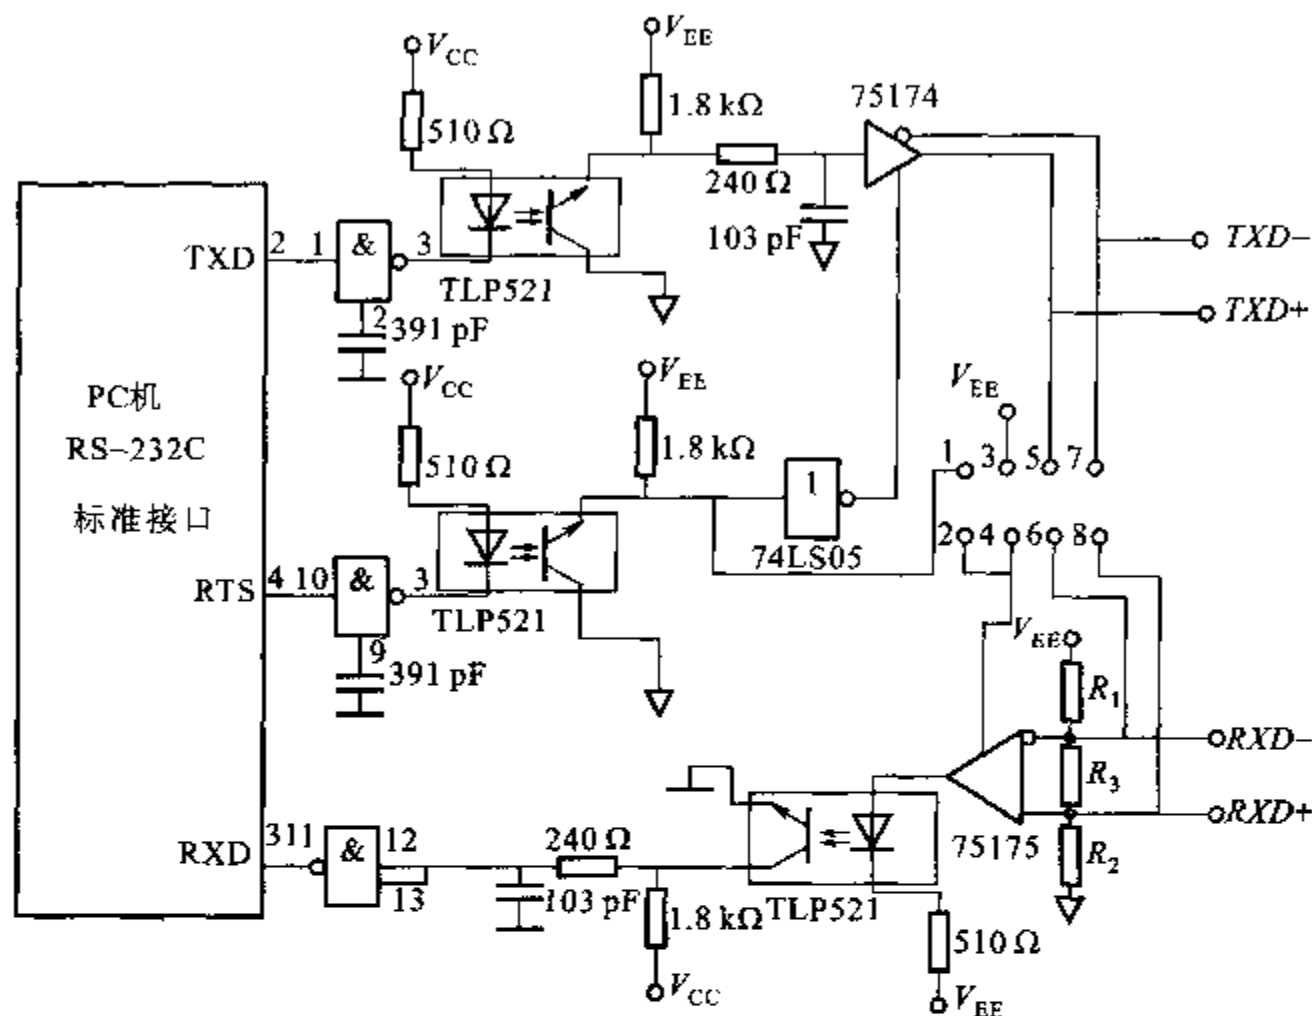 V_CC
V_EE
510 Ω
1.8 kΩ
75174
240 Ω
103 pF
TXD 2 1 & 3
TLP521
2
391 pF
TXD−
TXD+
PC机
RS-232C
标准接口
V_CC
V_EE
510 Ω
1.8 kΩ
1
74LS05
V_EE
1 3 5 7
2 4 6 8
RTS 4 10 & 3
TLP521
9
391 pF
V_EE
R1
RXD−
R3
RXD+
75175
R2
RXD 3 11 & 12
13
240 Ω
103 pF
1.8 kΩ
V_CC
TLP521
510 Ω
V_EE